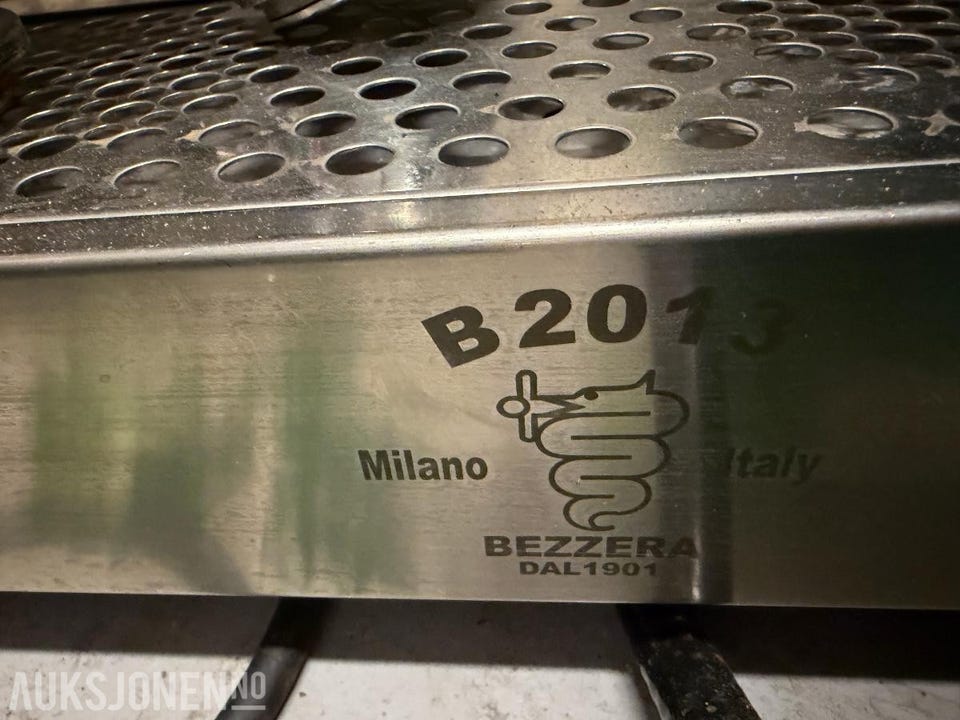 B2013
Milano Italy
BEZZERA
DAL1901
AUKSJONEN.NO